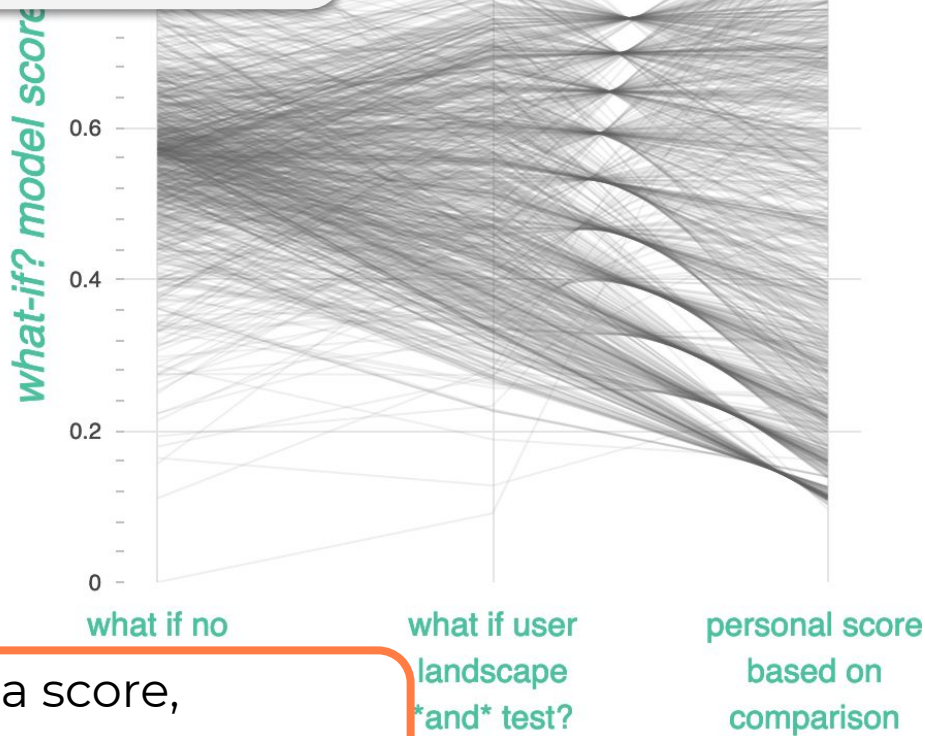 what-if? model score
0.6
0.4
0.2
0
what if no
what if user
landscape
*and* test?
personal score
based on
comparison
a score,